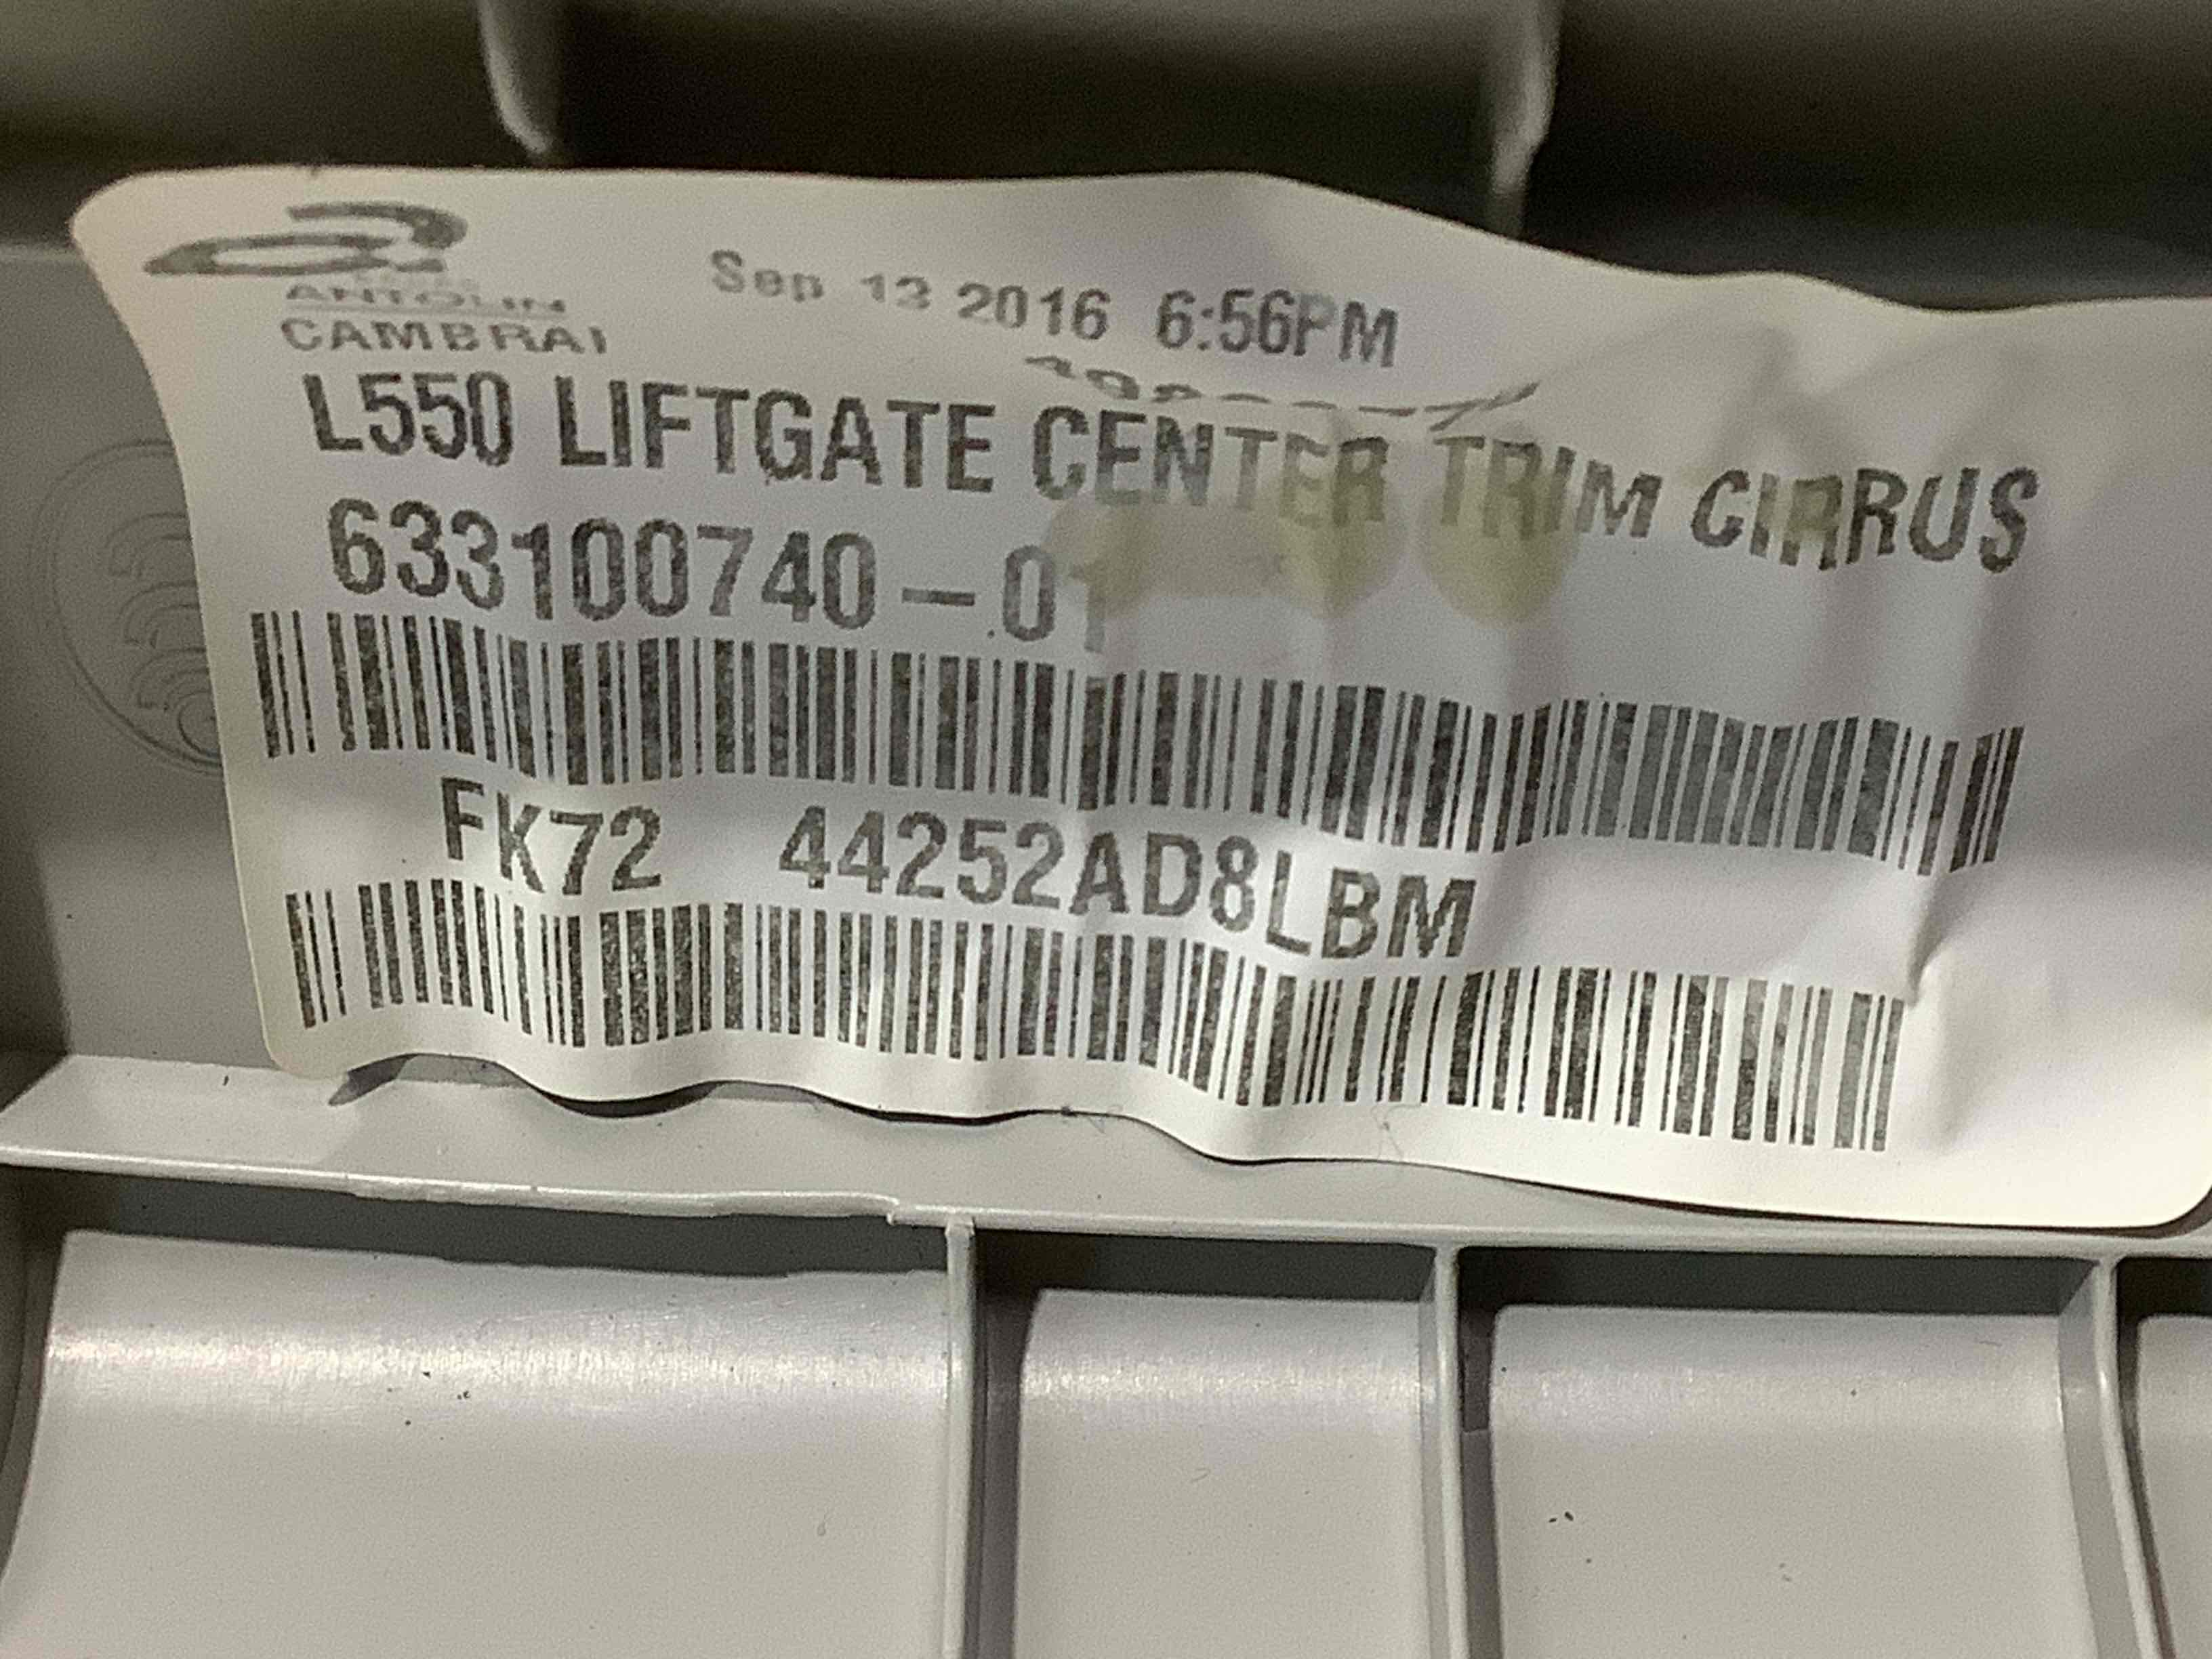 ANTOLIN
CAMBRAI
Sep 13 2016 6:56PM
L550 LIFTGATE CENTER TRIM CIRRUS
633100740-01
FK72 44252AD8LBM